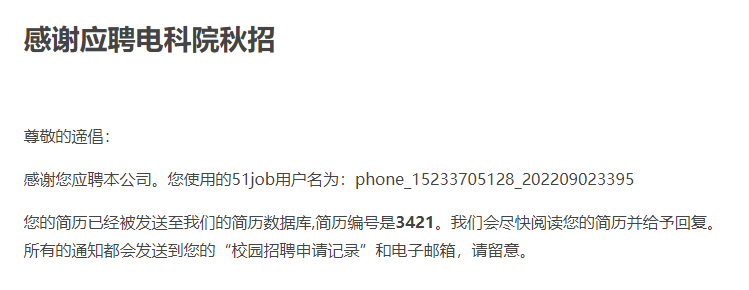 感谢应聘电科院秋招
尊敬的遆倡：
感谢您应聘本公司。您使用的51job用户名为：phone_15233705128_202209023395
您的简历已经被发送至我们的简历数据库,简历编号是3421。我们会尽快阅读您的简历并给予回复。
所有的通知都会发送到您的“校园招聘申请记录”和电子邮箱，请留意。